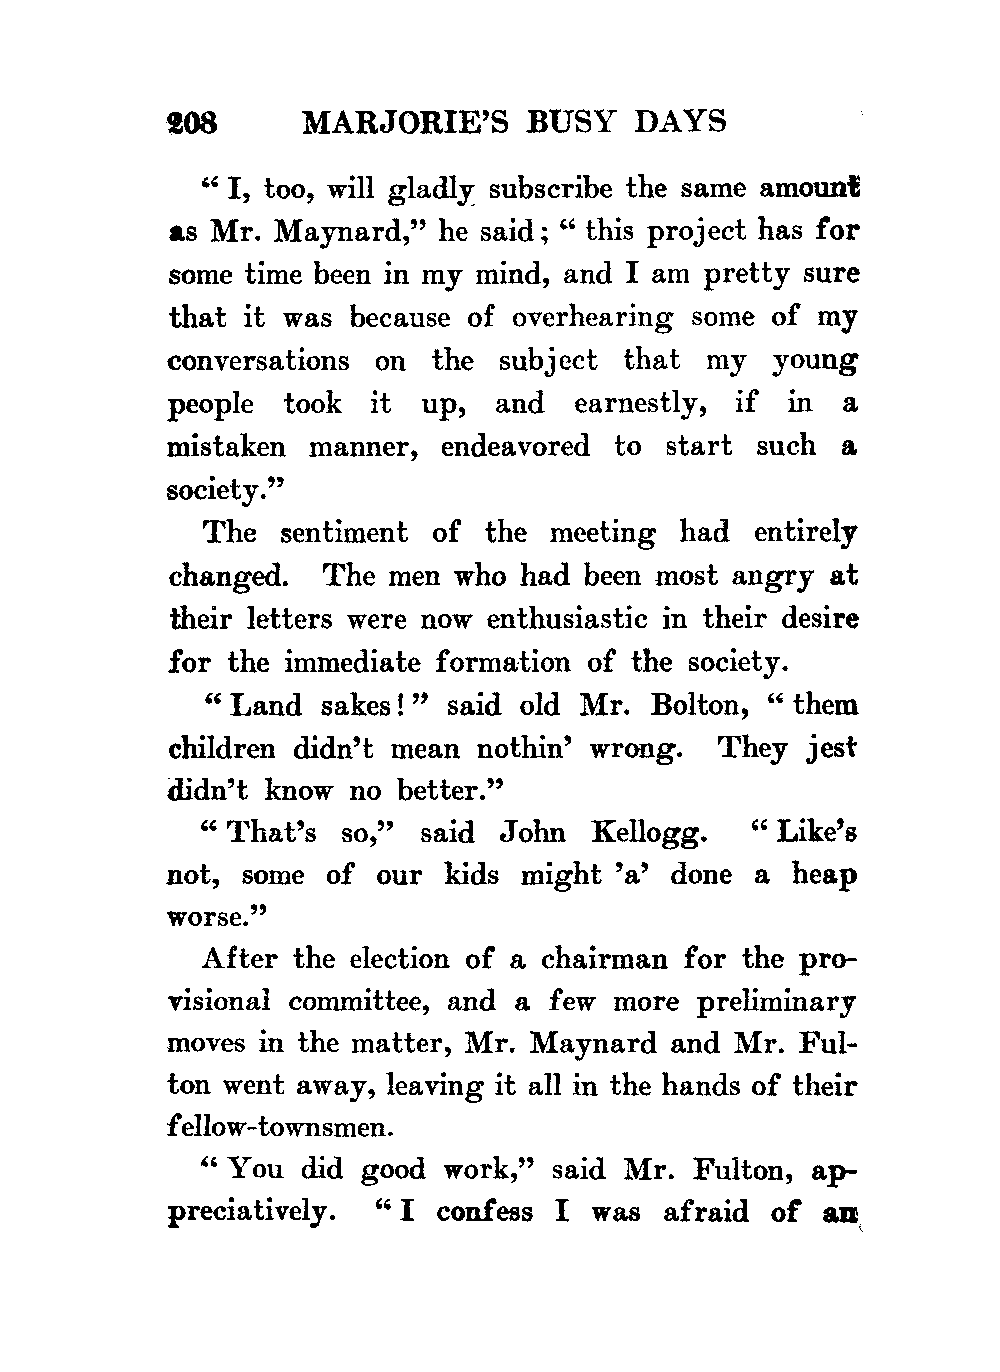 208 MARJORIE'S BUSY DAYS
“ I, too, will gladly subscribe the same amount
as Mr. Maynard,” he said; “ this project has for
some time been in my mind, and I am pretty sure
that it was because of overhearing some of my
conversations on the subject that my young
people took it up, and earnestly, if in a
mistaken manner, endeavored to start such a
society.”
The sentiment of the meeting had entirely
changed. The men who had been most angry at
their letters were now enthusiastic in their desire
for the immediate formation of the society.
“ Land sakes! ” said old Mr. Bolton, “ them
children didn’t mean nothin’ wrong. They jest
didn’t know no better.”
“ That’s so,” said John Kellogg. “ Like’s
not, some of our kids might ’a’ done a heap
worse.”
After the election of a chairman for the pro-
visional committee, and a few more preliminary
moves in the matter, Mr. Maynard and Mr. Ful-
ton went away, leaving it all in the hands of their
fellow-townsmen.
“ You did good work,” said Mr. Fulton, ap-
preciatively. “ I confess I was afraid of an